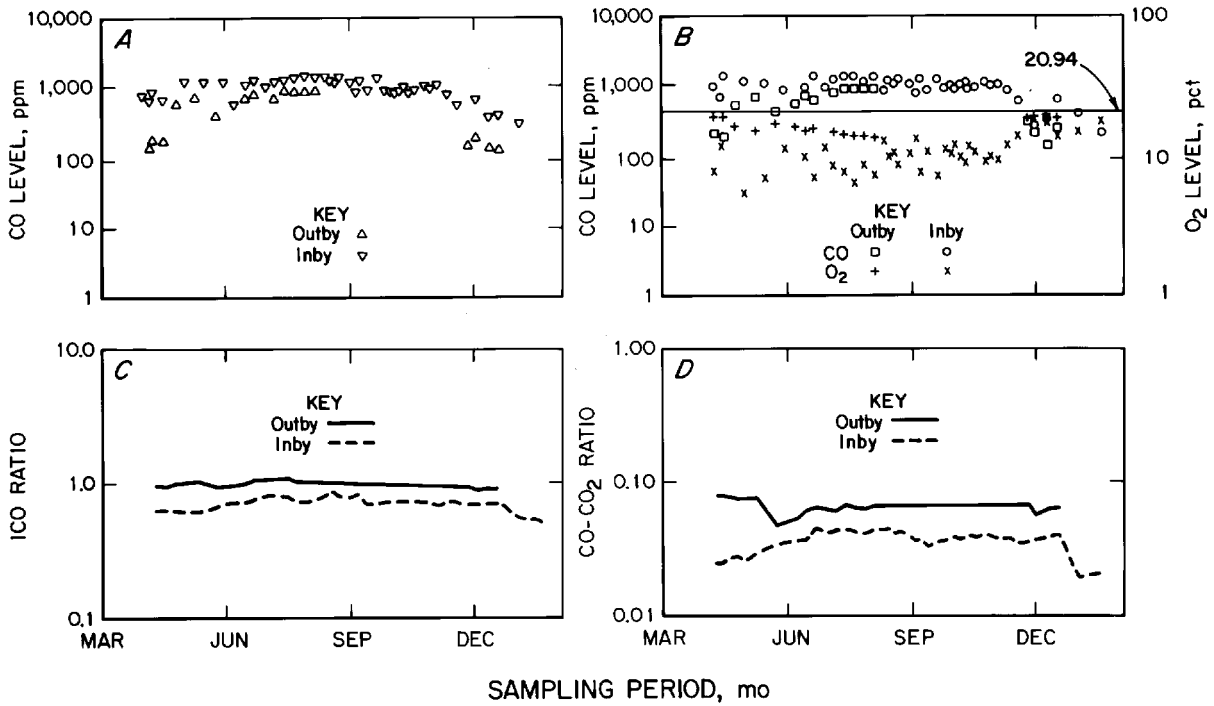 A
10,000
1,000
100
10
1
CO LEVEL, ppm
KEY
Outby △
Inby ▽
B
10,000
1,000
100
10
1
CO LEVEL, ppm
20.94
100
10
1
O₂ LEVEL, pct
KEY
Outby Inby
CO □ ○
O₂ + x
C
10.0
1.0
0.1
ICO RATIO
KEY
Outby
Inby
MAR JUN SEP DEC
D
1.00
0.10
0.01
CO-CO₂ RATIO
KEY
Outby
Inby
MAR JUN SEP DEC
SAMPLING PERIOD, mo